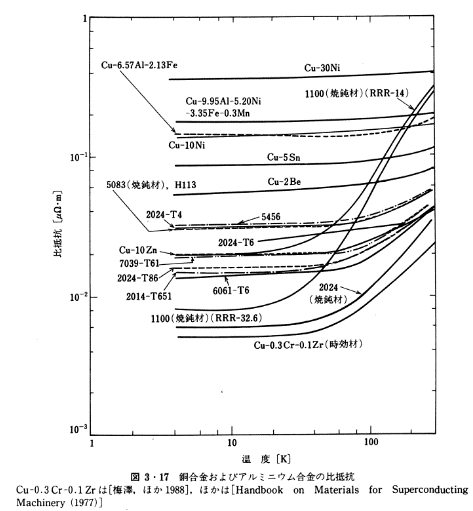 1
Cu-6.57Al-2.13Fe
Cu-30Ni
1100(焼鈍材)(RRR-14)
Cu-9.95Al-5.20Ni
-3.35Fe-0.3Mn
Cu-10Ni
10⁻¹
Cu-5Sn
5083(焼鈍材), H113
Cu-2Be
2024-T4
5456
比抵抗 [μΩ·m]
Cu-10Zn
2024-T6
7039-T61
2024-T86
2014-T651
6061-T6
2024
(焼鈍材)
10⁻²
1100(焼鈍材)(RRR-32.6)
Cu-0.3Cr-0.1Zr(時効材)
10⁻³
1 10 100
温度 [K]
図 3・17 銅合金およびアルミニウム合金の比抵抗
Cu-0.3Cr-0.1Zrは[梅澤, ほか1988], ほかは[Handbook on Materials for Superconducting
Machinery (1977)]